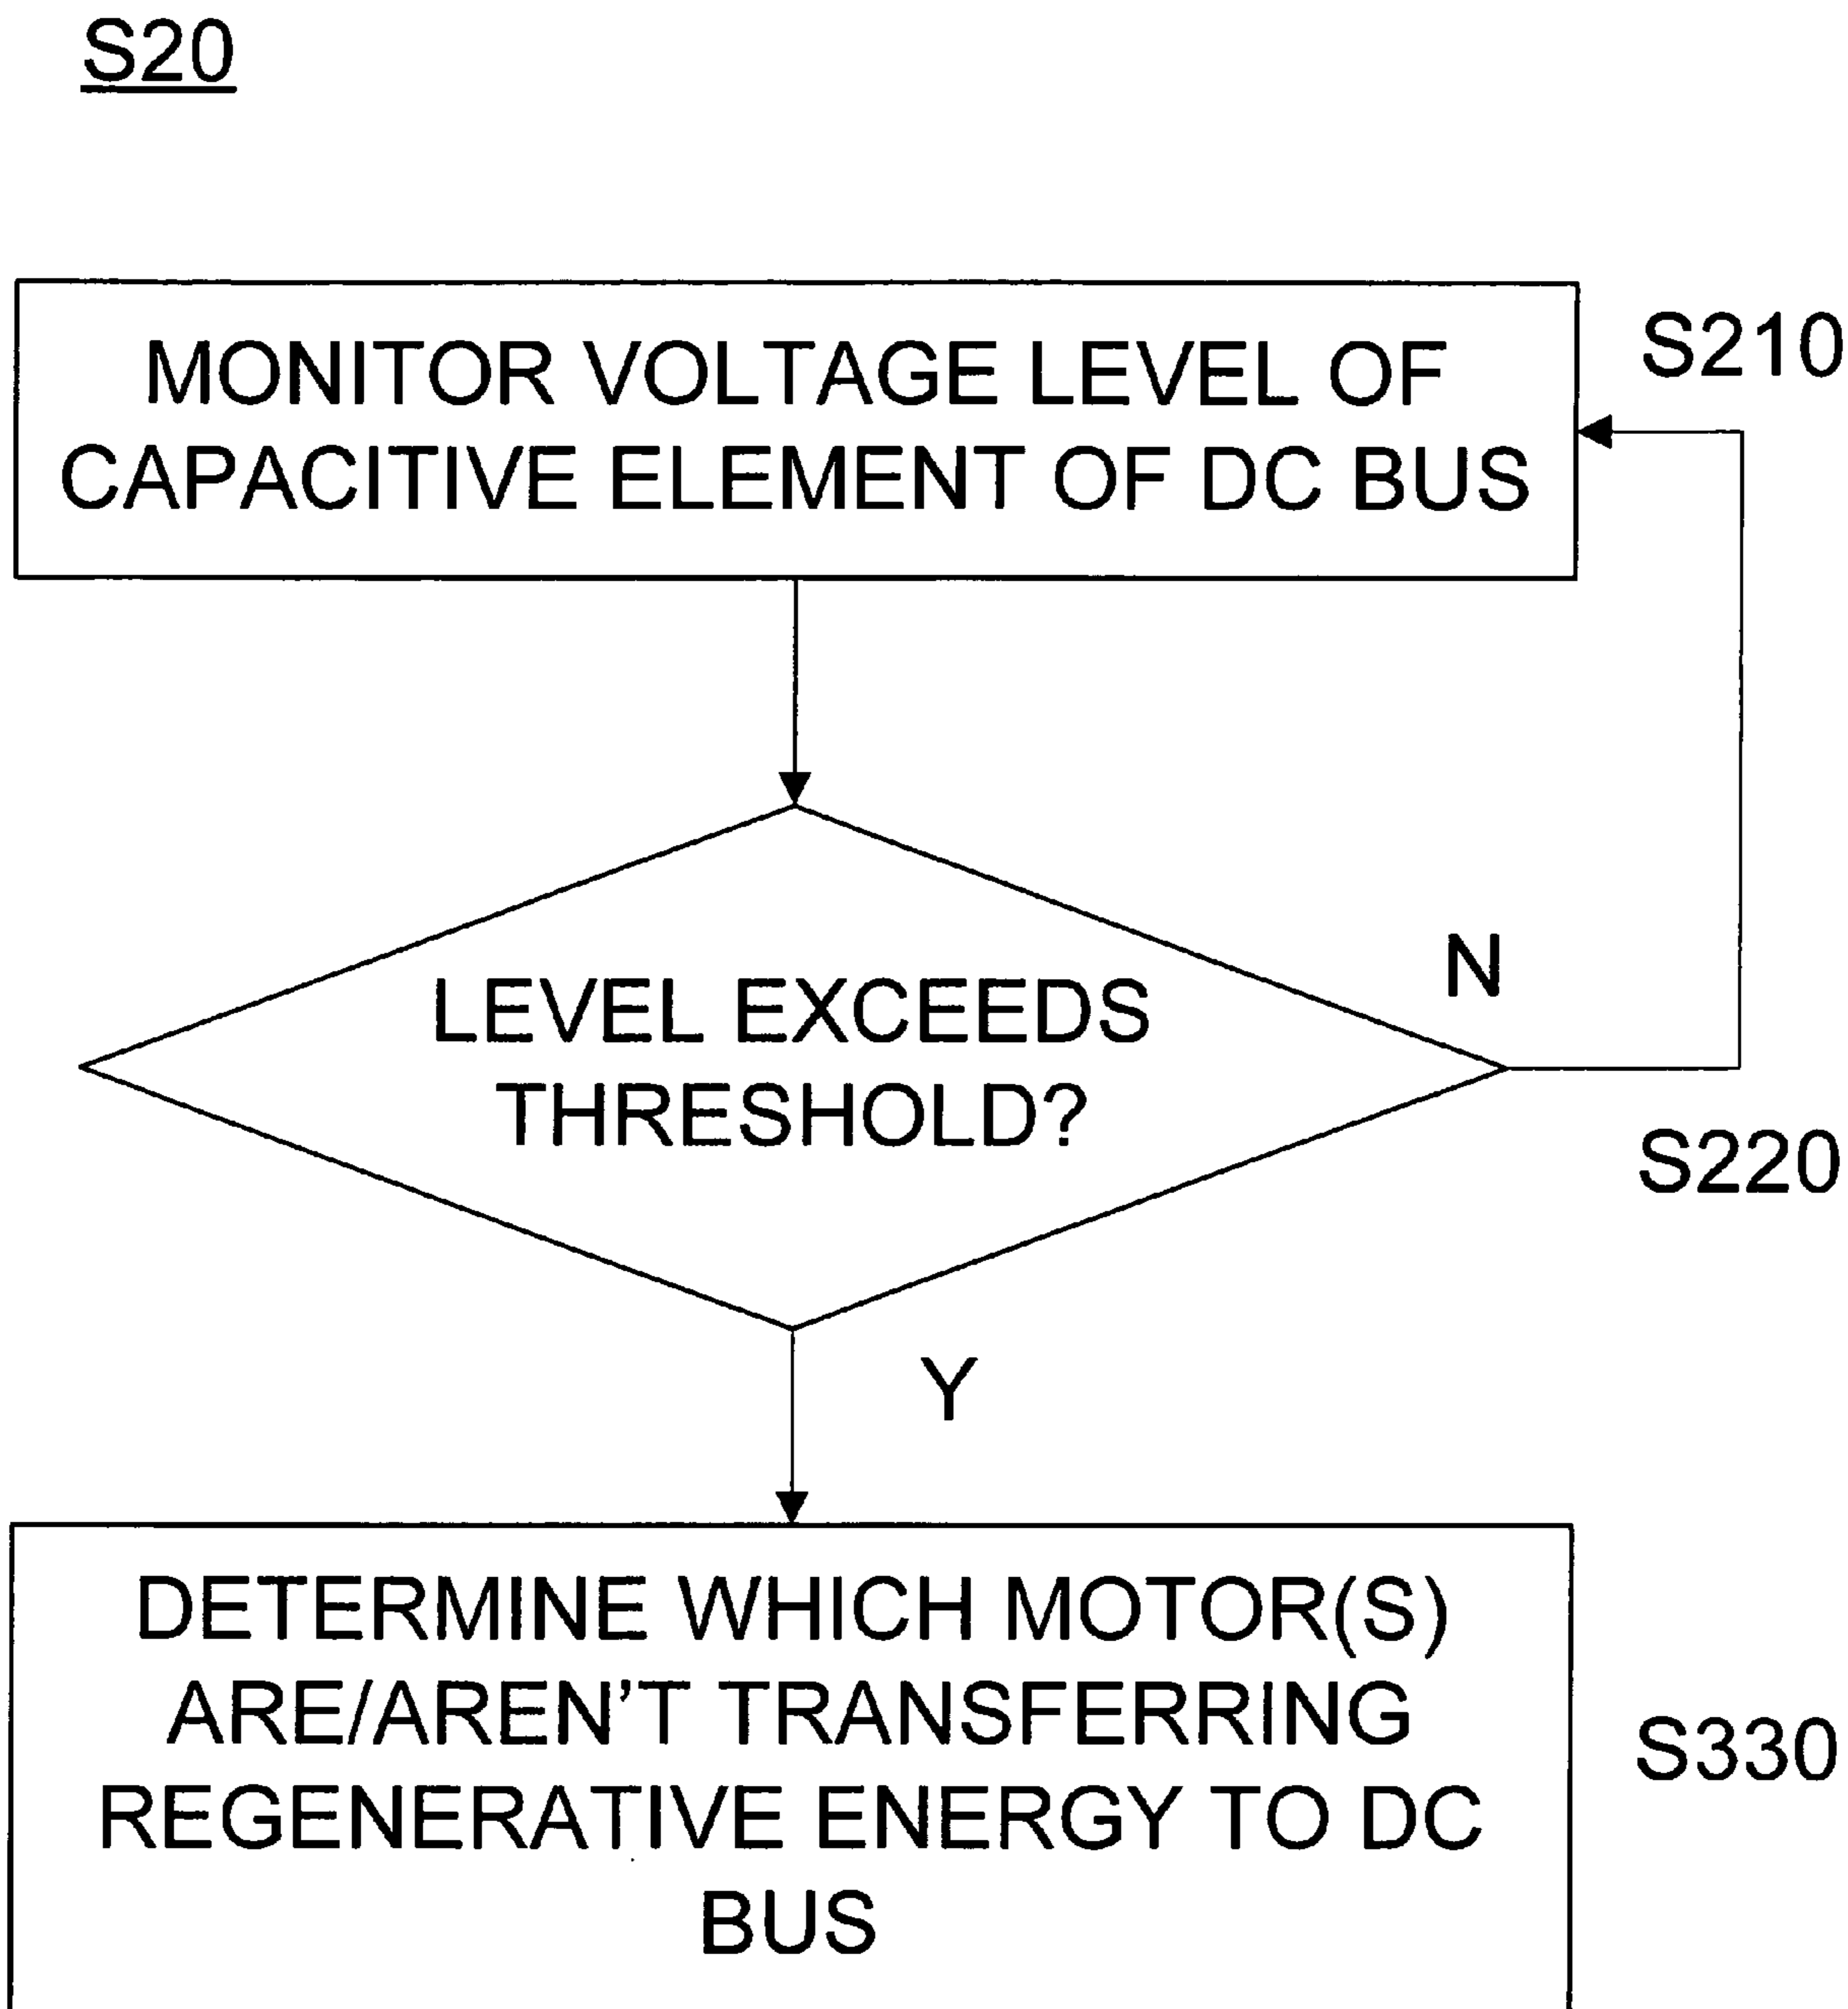 S20
MONITOR VOLTAGE LEVEL OF
CAPACITIVE ELEMENT OF DC BUS
S210
LEVEL EXCEEDS
THRESHOLD?
N
S220
Y
DETERMINE WHICH MOTOR(S)
ARE/AREN'T TRANSFERRING
REGENERATIVE ENERGY TO DC
BUS
S330